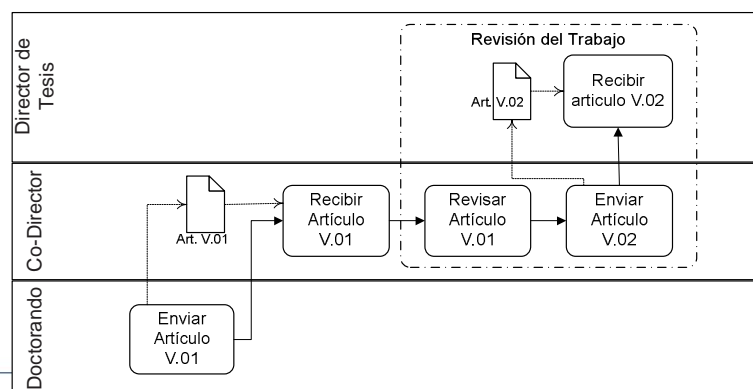 Director de
Tesis
Revisión del Trabajo
Art. V.02
Recibir
articulo V.02
Co-Director
Art. V.01
Recibir
Artículo
V.01
Revisar
Artículo
V.01
Enviar
Artículo
V.02
Doctorando
Enviar
Artículo
V.01